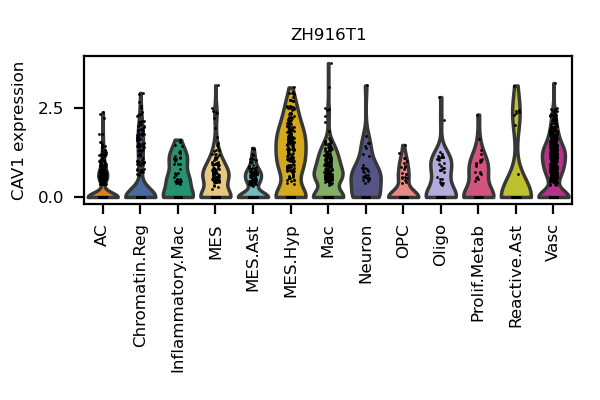 ZH916T1
CAV1 expression
2.5
0.0
AC
Chromatin.Reg
Inflammatory.Mac
MES
MES.Ast
MES.Hyp
Mac
Neuron
OPC
Oligo
Prolif.Metab
Reactive.Ast
Vasc